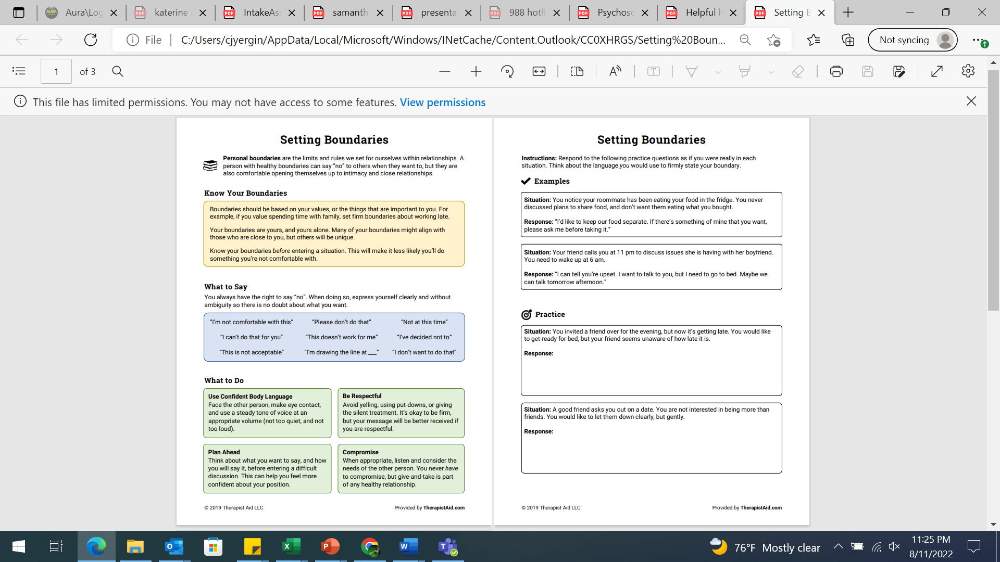 Aura\Log
katerine
IntakeAs
samanth
presenta
988 hotli
Psychosc
Helpful h
Setting B
File
C:/Users/cjyergin/AppData/Local/Microsoft/Windows/INetCache/Content.Outlook/CC0XHRGS/Setting%20Boun...
Not syncing
1 of 3
This file has limited permissions. You may not have access to some features. View permissions
Setting Boundaries
Personal boundaries are the limits and rules we set for ourselves within relationships. A
person with healthy boundaries can say “no” to others when they want to, but they are
also comfortable opening themselves up to intimacy and close relationships.
Know Your Boundaries
Boundaries should be based on your values, or the things that are important to you. For
example, if you value spending time with family, set firm boundaries about working late.
Your boundaries are yours, and yours alone. Many of your boundaries might align with
those who are close to you, but others will be unique.
Know your boundaries before entering a situation. This will make it less likely you’ll do
something you’re not comfortable with.
What to Say
You always have the right to say “no”. When doing so, express yourself clearly and without
ambiguity so there is no doubt about what you want.
“I’m not comfortable with this” “Please don’t do that” “Not at this time”
“I can’t do that for you” “This doesn’t work for me” “I’ve decided not to”
“This is not acceptable” “I’m drawing the line at ___” “I don’t want to do that”
What to Do
Use Confident Body Language
Face the other person, make eye contact,
and use a steady tone of voice at an
appropriate volume (not too quiet, and not
too loud).
Be Respectful
Avoid yelling, using put-downs, or giving
the silent treatment. It’s okay to be firm,
but your message will be better received if
you are respectful.
Plan Ahead
Think about what you want to say, and how
you will say it, before entering a difficult
discussion. This can help you feel more
confident about your position.
Compromise
When appropriate, listen and consider the
needs of the other person. You never have
to compromise, but give-and-take is part
of any healthy relationship.
© 2019 Therapist Aid LLC
Provided by TherapistAid.com
Setting Boundaries
Instructions: Respond to the following practice questions as if you were really in each
situation. Think about the language you would use to firmly state your boundary.
Examples
Situation: You notice your roommate has been eating your food in the fridge. You never
discussed plans to share food, and don’t want them eating what you bought.
Response: “I’d like to keep our food separate. If there’s something of mine that you want,
please ask me before taking it.”
Situation: Your friend calls you at 11 pm to discuss issues she is having with her boyfriend.
You need to wake up at 6 am.
Response: “I can tell you’re upset. I want to talk to you, but I need to go to bed. Maybe we
can talk tomorrow afternoon.”
Practice
Situation: You invited a friend over for the evening, but now it’s getting late. You would like
to get ready for bed, but your friend seems unaware of how late it is.
Response:
Situation: A good friend asks you out on a date. You are not interested in being more than
friends. You would like to let them down clearly, but gently.
Response:
© 2019 Therapist Aid LLC
Provided by TherapistAid.com
76°F Mostly clear
11:25 PM
8/11/2022